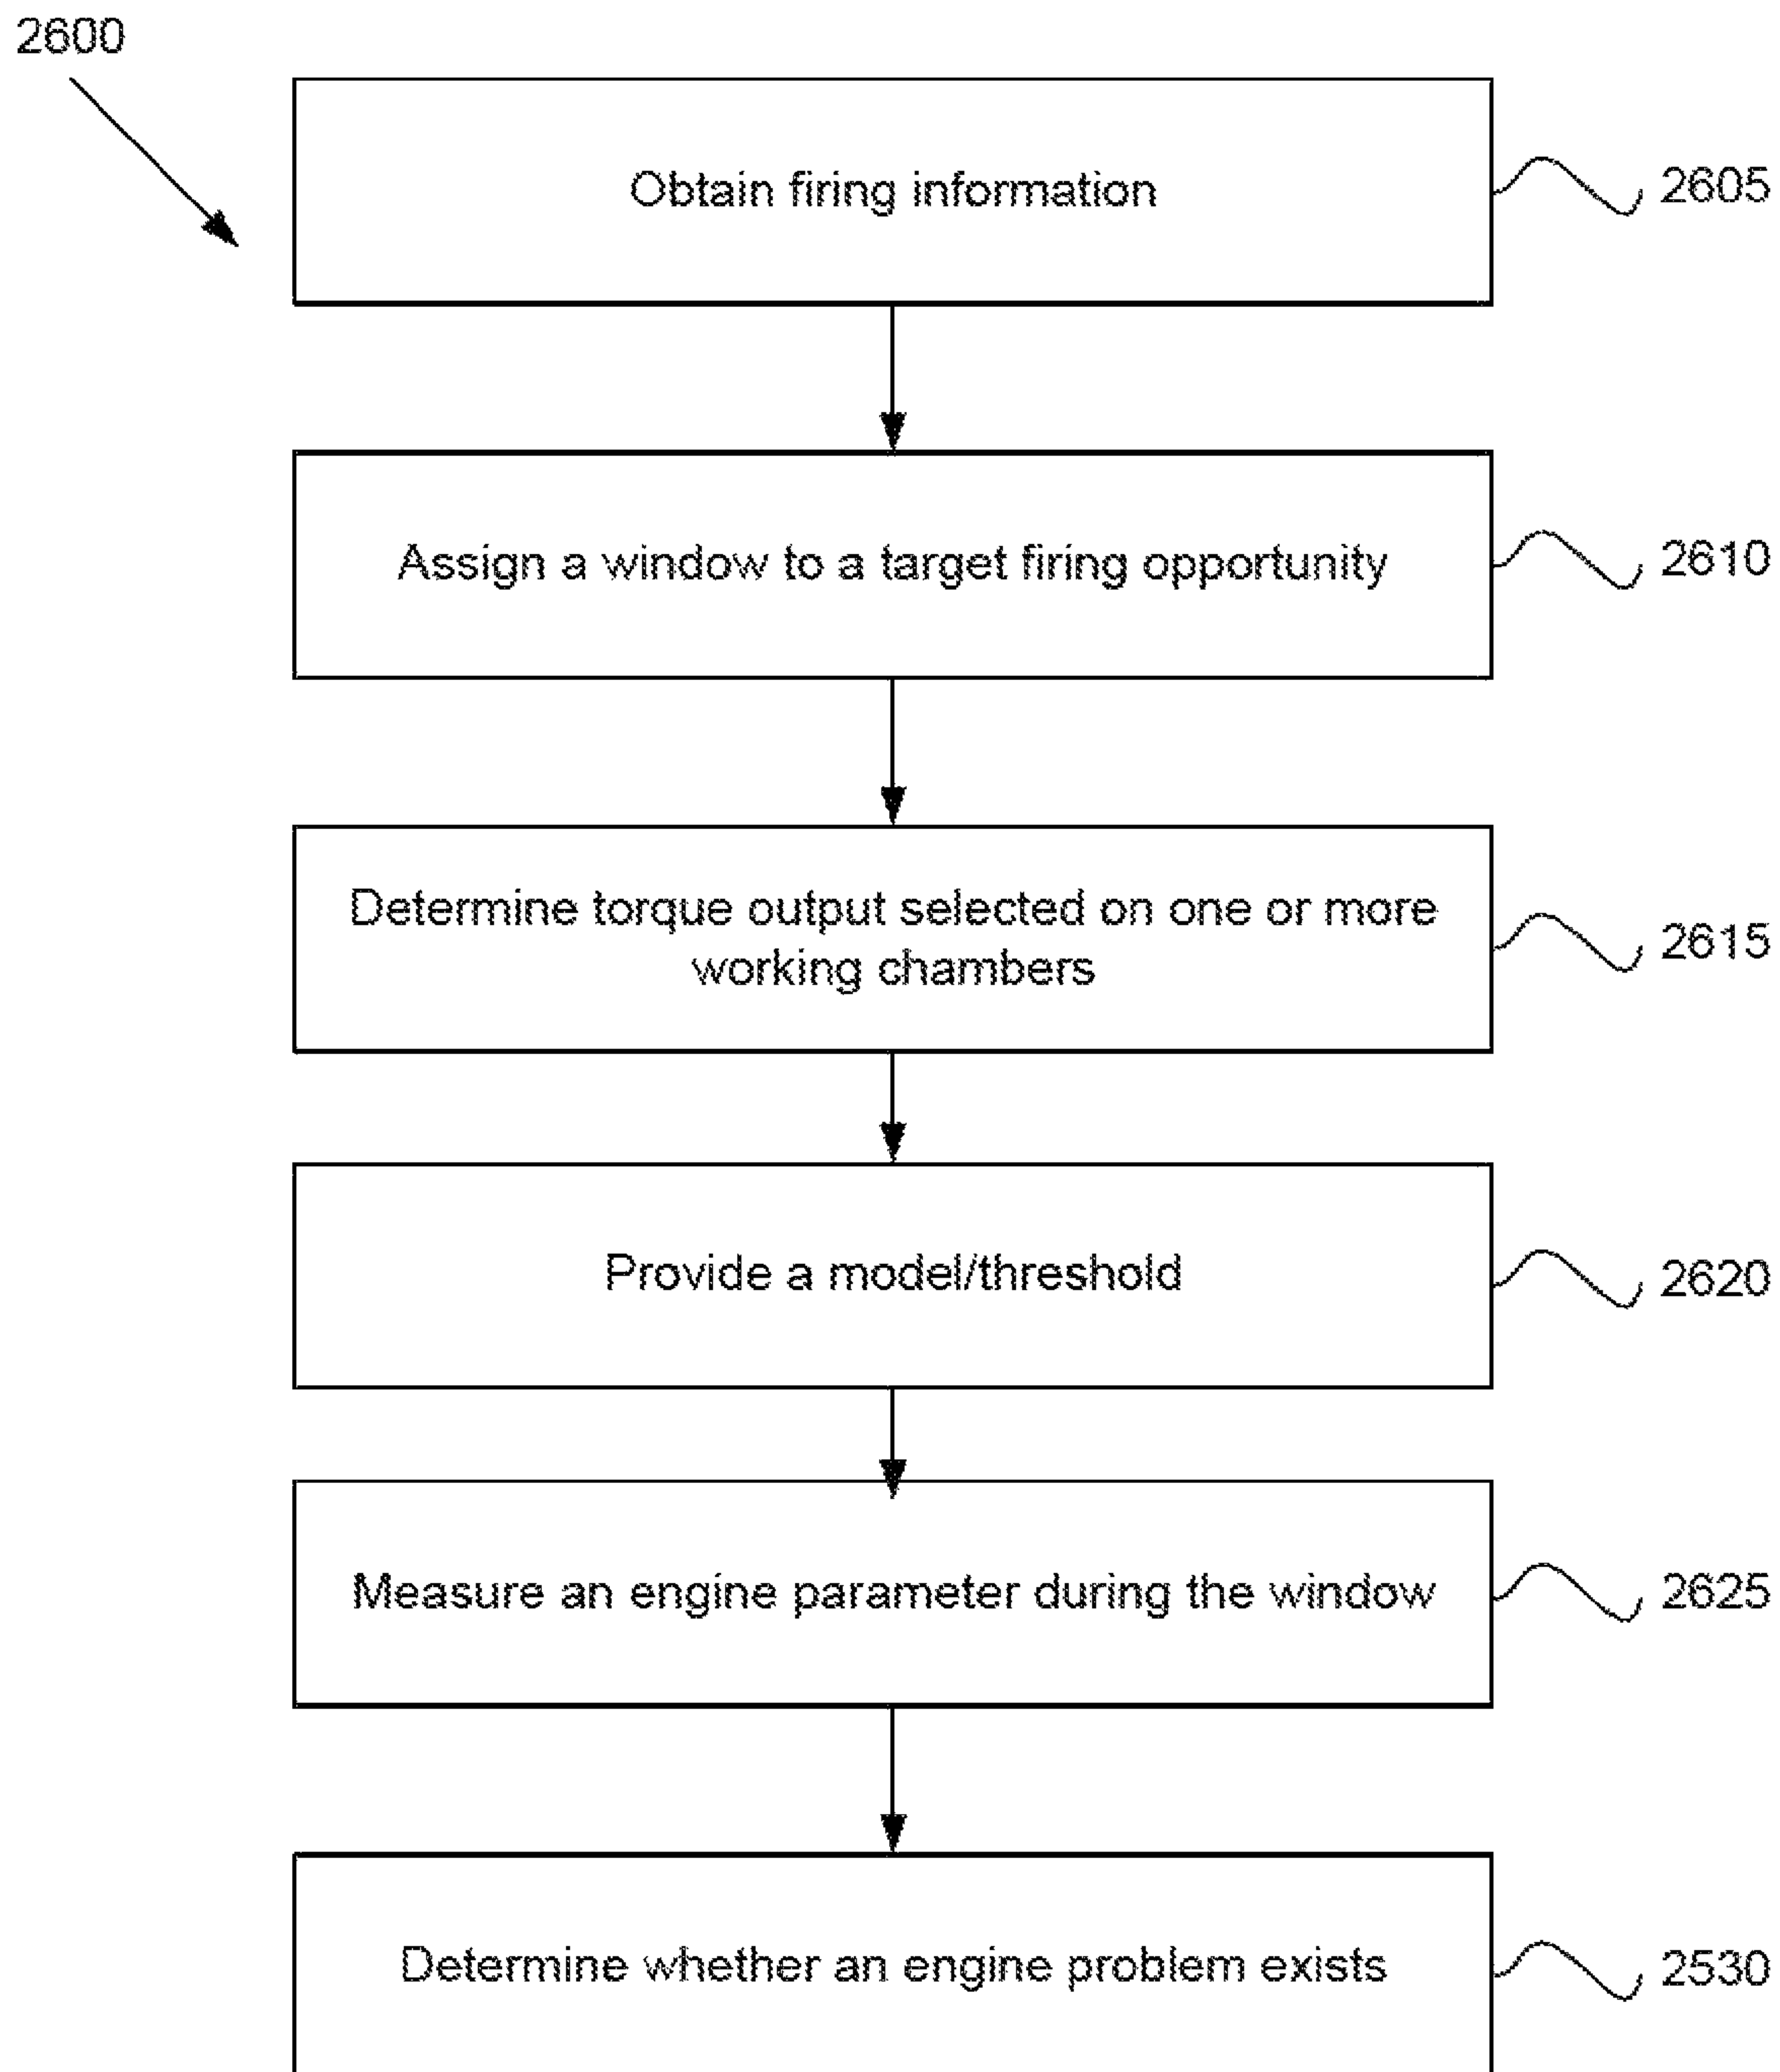 2600
Obtain firing information
2605
Assign a window to a target firing opportunity
2610
Determine torque output selected on one or more
working chambers
2615
Provide a model/threshold
2620
Measure an engine parameter during the window
2625
Determine whether an engine problem exists
2530